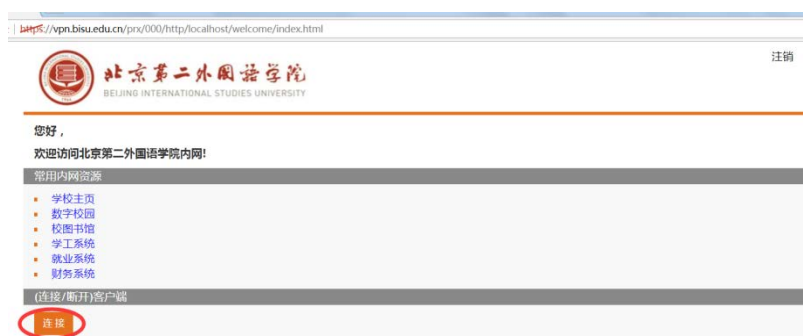 https://vpn.bisu.edu.cn/prx/000/http/localhost/welcome/index.html
注销
北京第二外国语学院
BEIJING INTERNATIONAL STUDIES UNIVERSITY
您好，
欢迎访问北京第二外国语学院内网!
常用内网资源
学校主页
数字校园
校图书馆
学工系统
就业系统
财务系统
(连接/断开)客户端
连接